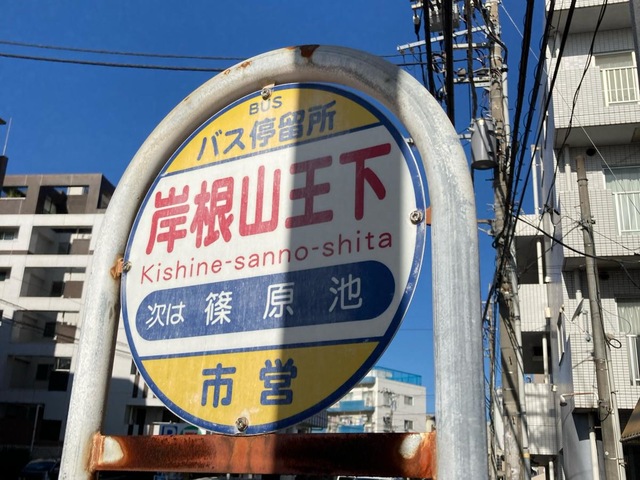 BUS
バス停留所
岸根山王下
Kishine-sanno-shita
次は 篠原池
市営